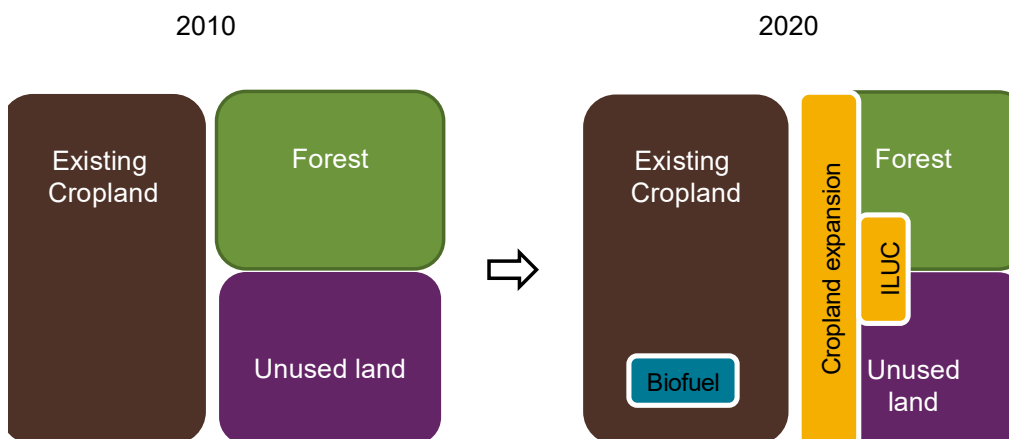 2010
2020
Existing
Cropland
Forest
Unused land
Existing
Cropland
Biofuel
Cropland expansion
ILUC
Forest
Unused
land